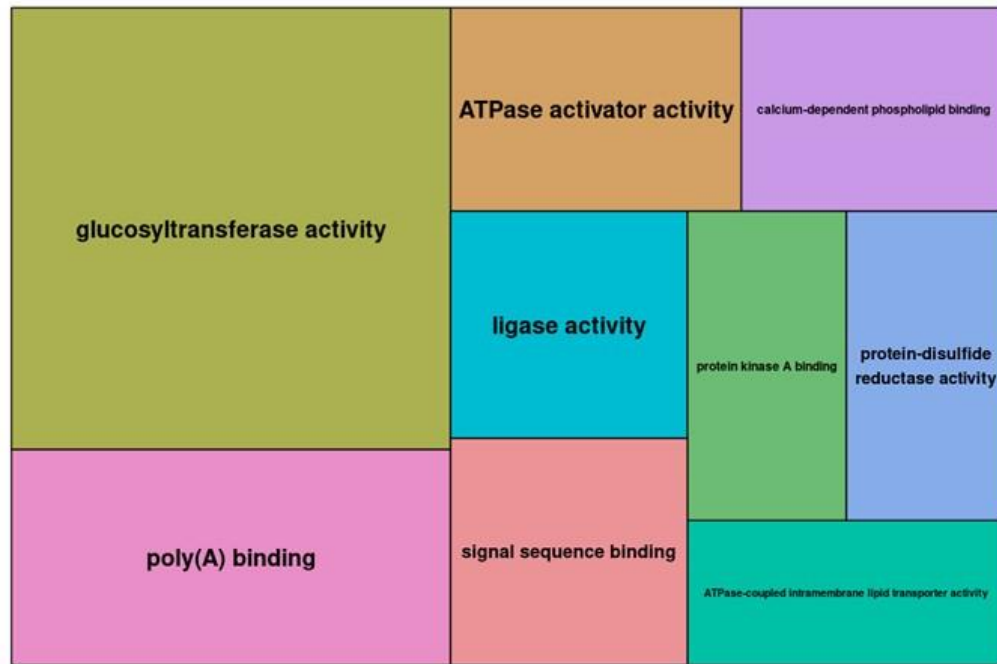 glucosyltransferase activity
ATPase activator activity
calcium-dependent phospholipid binding
ligase activity
protein kinase A binding
protein-disulfide
reductase activity
poly(A) binding
signal sequence binding
ATPase-coupled intramembrane lipid transporter activity